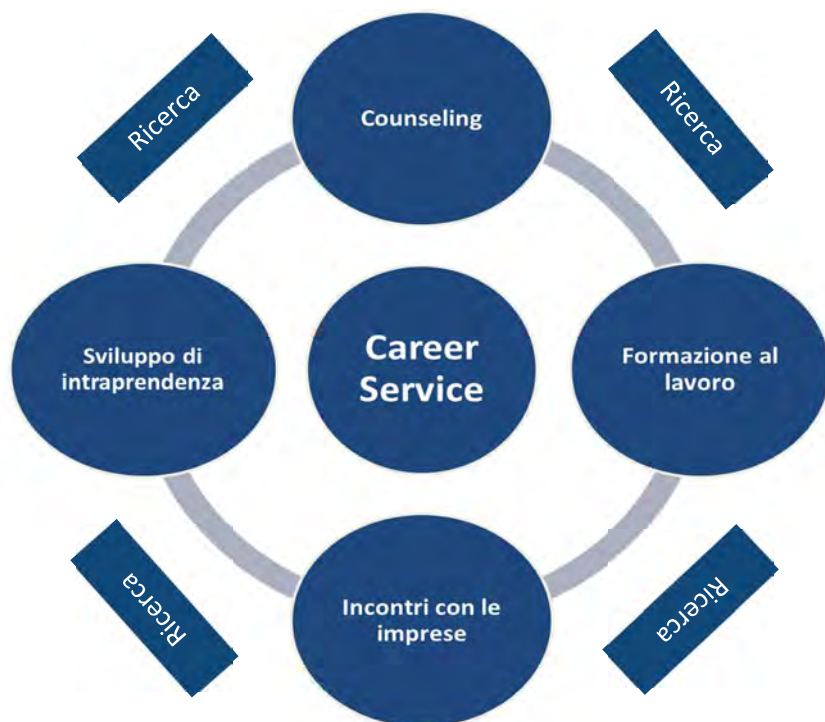 Ricerca
Ricerca
Counseling
Sviluppo di
intraprendenza
Career
Service
Formazione al
lavoro
Incontri con le
imprese
Ricerca
Ricerca